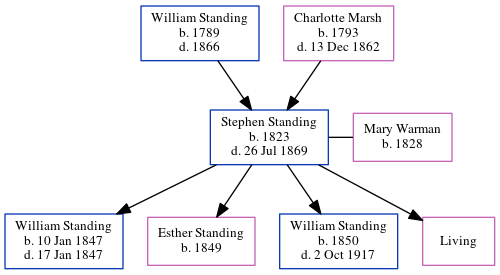 William Standing
b. 1789
d. 1866
Charlotte Marsh
b. 1793
d. 13 Dec 1862
Stephen Standing
b. 1823
d. 26 Jul 1869
Mary Warman
b. 1828
William Standing
b. 10 Jan 1847
d. 17 Jan 1847
Esther Standing
b. 1849
William Standing
b. 1850
d. 2 Oct 1917
Living